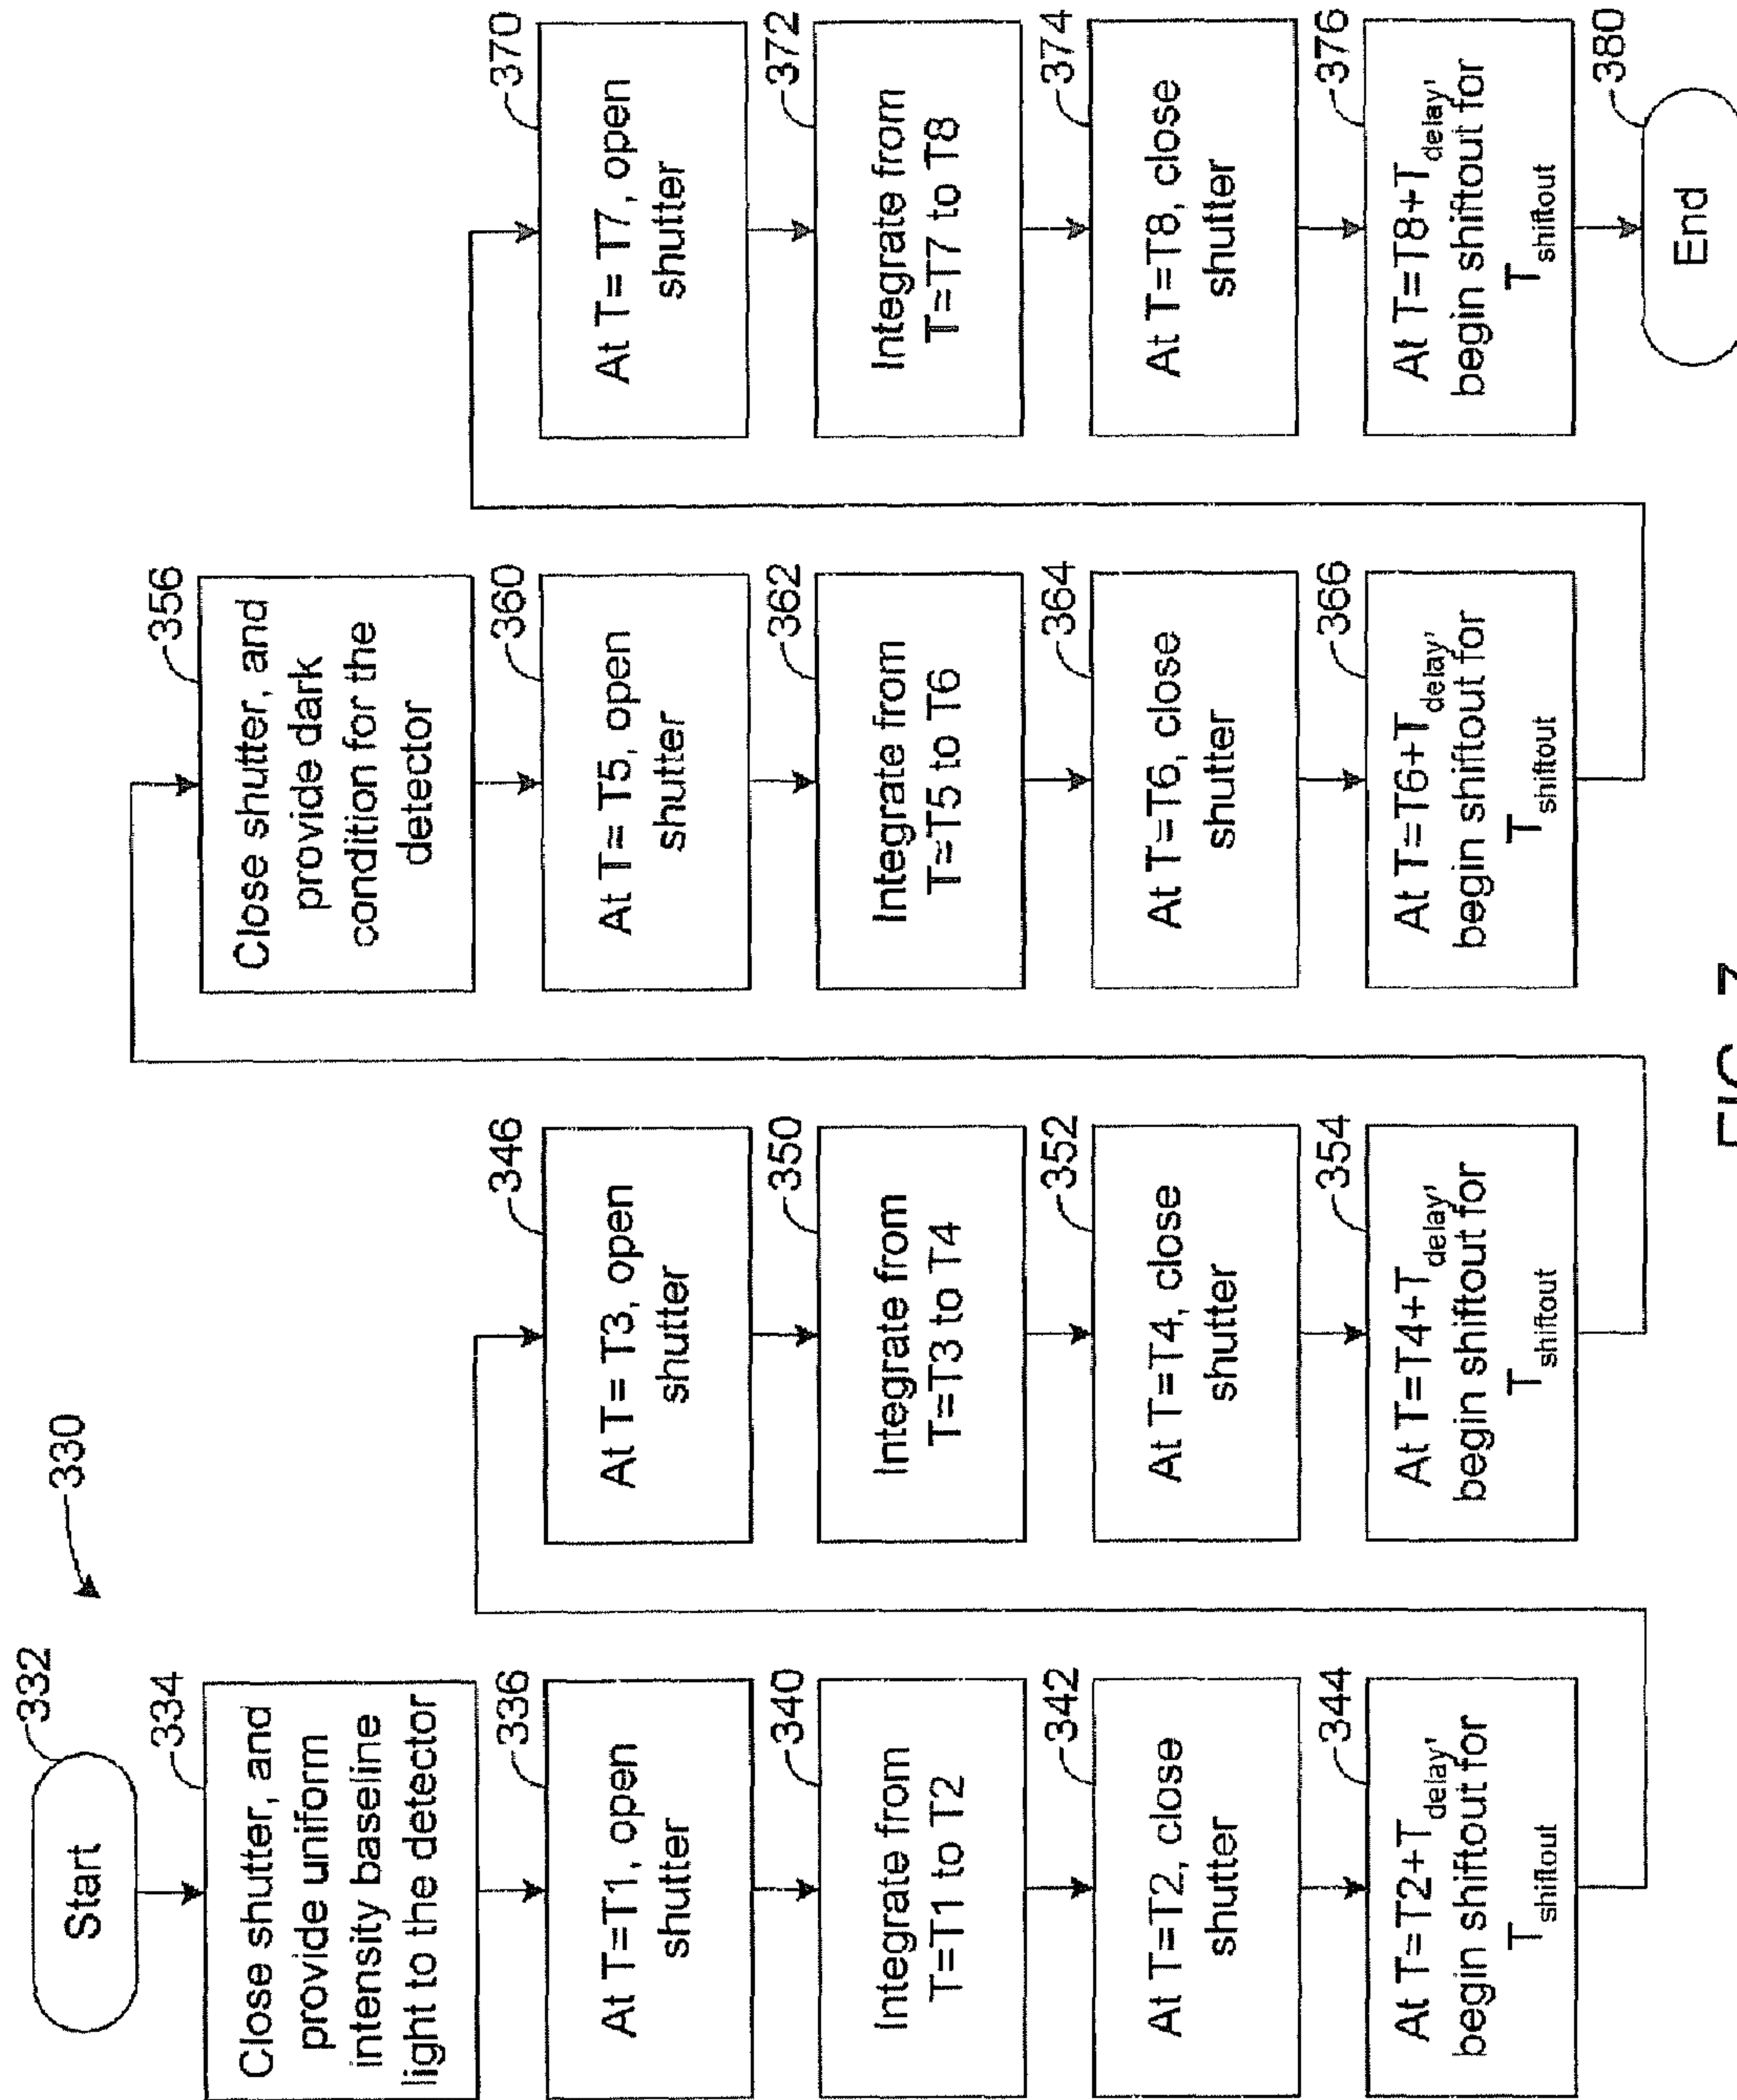 330
332
Start
334
Close shutter, and
provide uniform
intensity baseline
light to the detector
336
At T=T1, open
shutter
340
Integrate from
T=T1 to T2
342
At T=T2, close
shutter
344
At T=T2+Tdelay,
begin shiftout for
Tshiftout
346
At T= T3, open
shutter
350
Integrate from
T=T3 to T4
352
At T=T4, close
shutter
354
At T=T4+Tdelay,
begin shiftout for
Tshiftout
356
Close shutter, and
provide dark
condition for the
detector
360
At T= T5, open
shutter
362
Integrate from
T=T5 to T6
364
At T=T6, close
shutter
366
At T=T6+Tdelay,
begin shiftout for
Tshiftout
370
At T= T7, open
shutter
372
Integrate from
T=T7 to T8
374
At T=T8, close
shutter
376
At T=T8+Tdelay,
begin shiftout for
Tshiftout
380
End